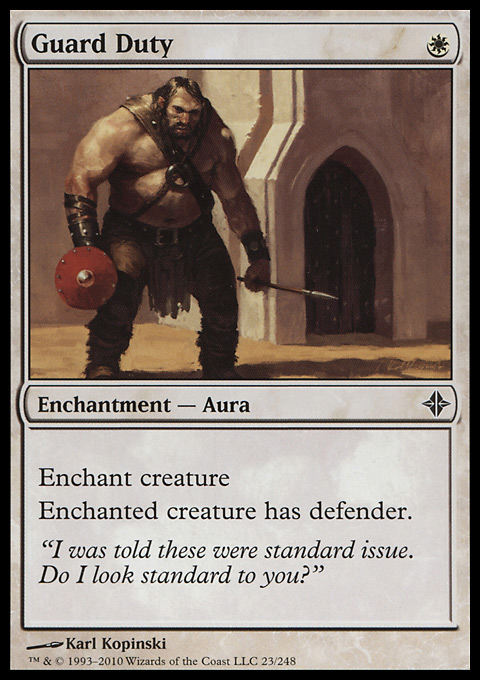 Guard Duty
Enchantment — Aura
Enchant creature
Enchanted creature has defender.
“I was told these were standard issue.
Do I look standard to you?”
Karl Kopinski
™ & © 1993–2010 Wizards of the Coast LLC 23/248